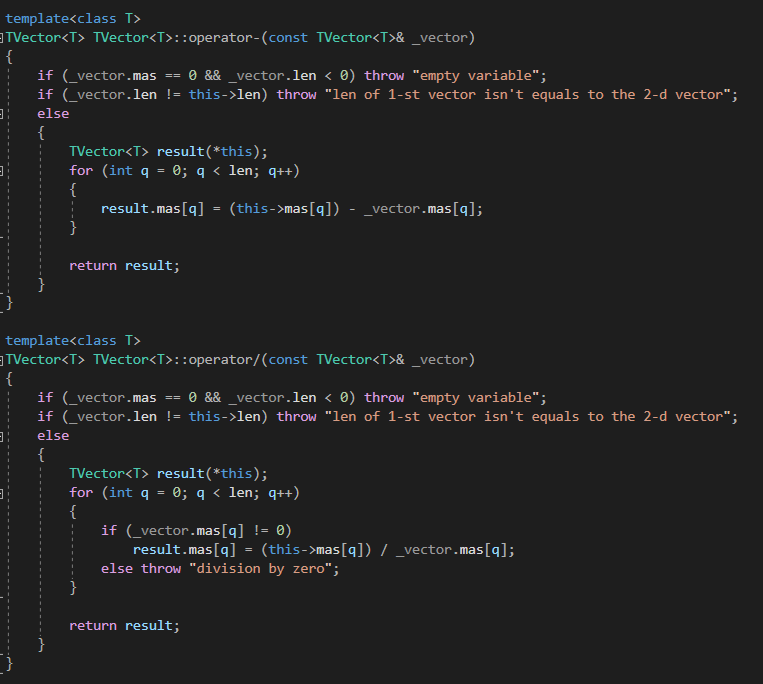 template<class T>
TVector<T> TVector<T>::operator-(const TVector<T>& _vector)
{
    if (_vector.mas == 0 && _vector.len < 0) throw "empty variable";
    if (_vector.len != this->len) throw "len of 1-st vector isn't equals to the 2-d vector";
    else
    {
        TVector<T> result(*this);
        for (int q = 0; q < len; q++)
        {
            result.mas[q] = (this->mas[q]) - _vector.mas[q];
        }

        return result;
    }
}

template<class T>
TVector<T> TVector<T>::operator/(const TVector<T>& _vector)
{
    if (_vector.mas == 0 && _vector.len < 0) throw "empty variable";
    if (_vector.len != this->len) throw "len of 1-st vector isn't equals to the 2-d vector";
    else
    {
        TVector<T> result(*this);
        for (int q = 0; q < len; q++)
        {
            if (_vector.mas[q] != 0)
                result.mas[q] = (this->mas[q]) / _vector.mas[q];
            else throw "division by zero";
        }

        return result;
    }
}